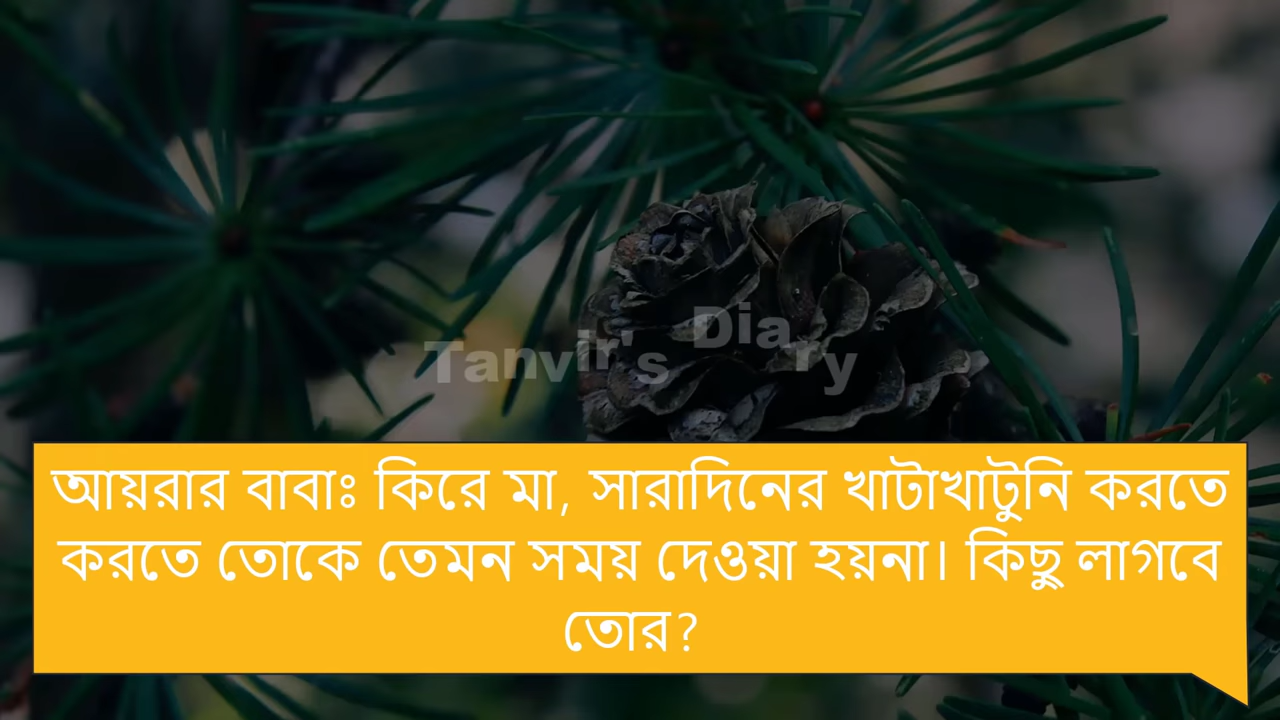 Tanvir's Diary
আয়রার বাবাঃ কিরে মা, সারাদিনের খাটাখাটুনি করতে
করতে তোকে তেমন সময় দেওয়া হয়না। কিছু লাগবে
তোর?